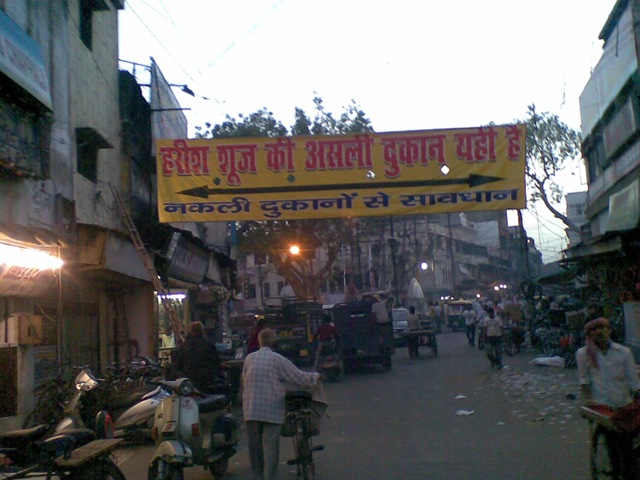 हरीश शूज की असली दुकान यही है
नकली दुकानों से सावधान